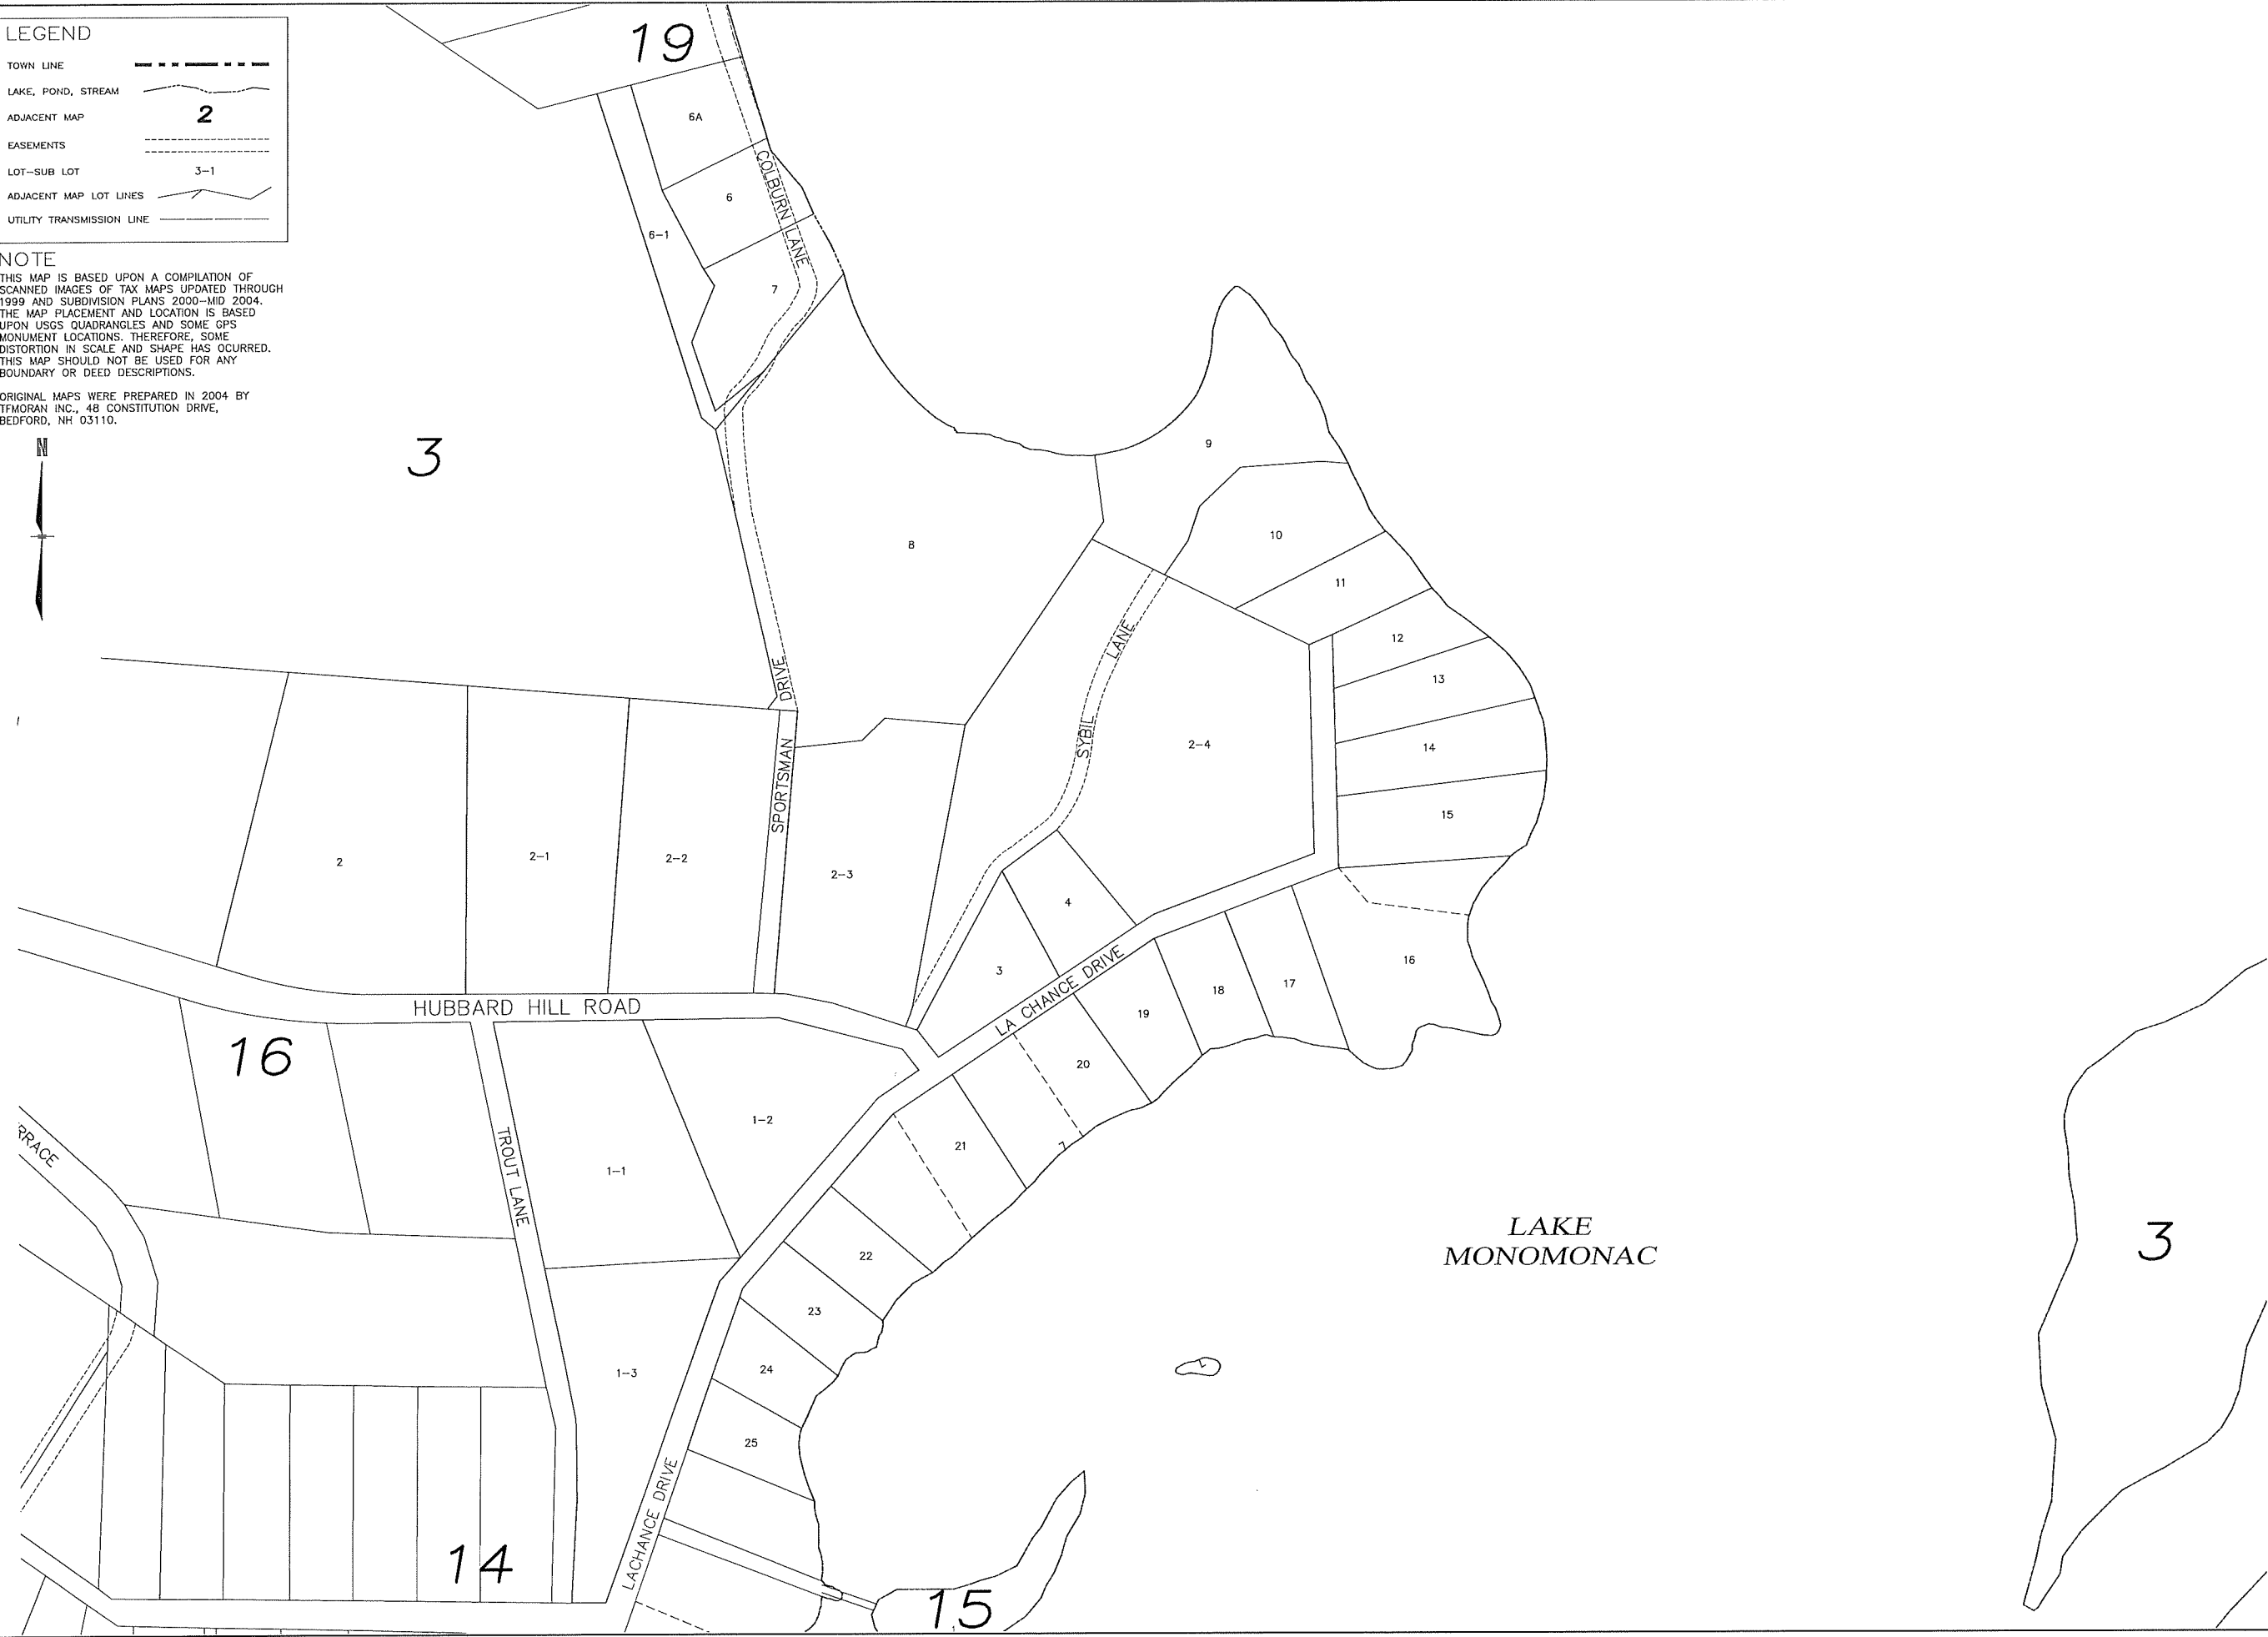 LEGEND
TOWN LINE
LAKE, POND, STREAM
ADJACENT MAP 2
EASEMENTS
LOT-SUB LOT 3-1
ADJACENT MAP LOT LINES
UTILITY TRANSMISSION LINE
NOTE
THIS MAP IS BASED UPON A COMPILATION OF
SCANNED IMAGES OF TAX MAPS UPDATED THROUGH
1999 AND SUBDIVISION PLANS 2000-MID 2004.
THE MAP PLACEMENT AND LOCATION IS BASED
UPON USGS QUADRANGLES AND SOME GPS
MONUMENT LOCATIONS. THEREFORE, SOME
DISTORTION IN SCALE AND SHAPE HAS OCURRED.
THIS MAP SHOULD NOT BE USED FOR ANY
BOUNDARY OR DEED DESCRIPTIONS.
ORIGINAL MAPS WERE PREPARED IN 2004 BY
TFMORAN INC., 48 CONSTITUTION DRIVE,
BEDFORD, NH 03110.
N
19
6A
COLBURN LANE
6
6-1
7
3
9
8
10
11
12
13
14
15
SYBIL LANE
2-4
SPORTSMAN DRIVE
2
2-1
2-2
2-3
4
3
16
17
18
19
20
21
LA CHANCE DRIVE
HUBBARD HILL ROAD
16
1-2
1-1
TROUT LANE
RRACE
22
23
24
25
1-3
LACHANCE DRIVE
LAKE
MONOMONAC
3
14
15